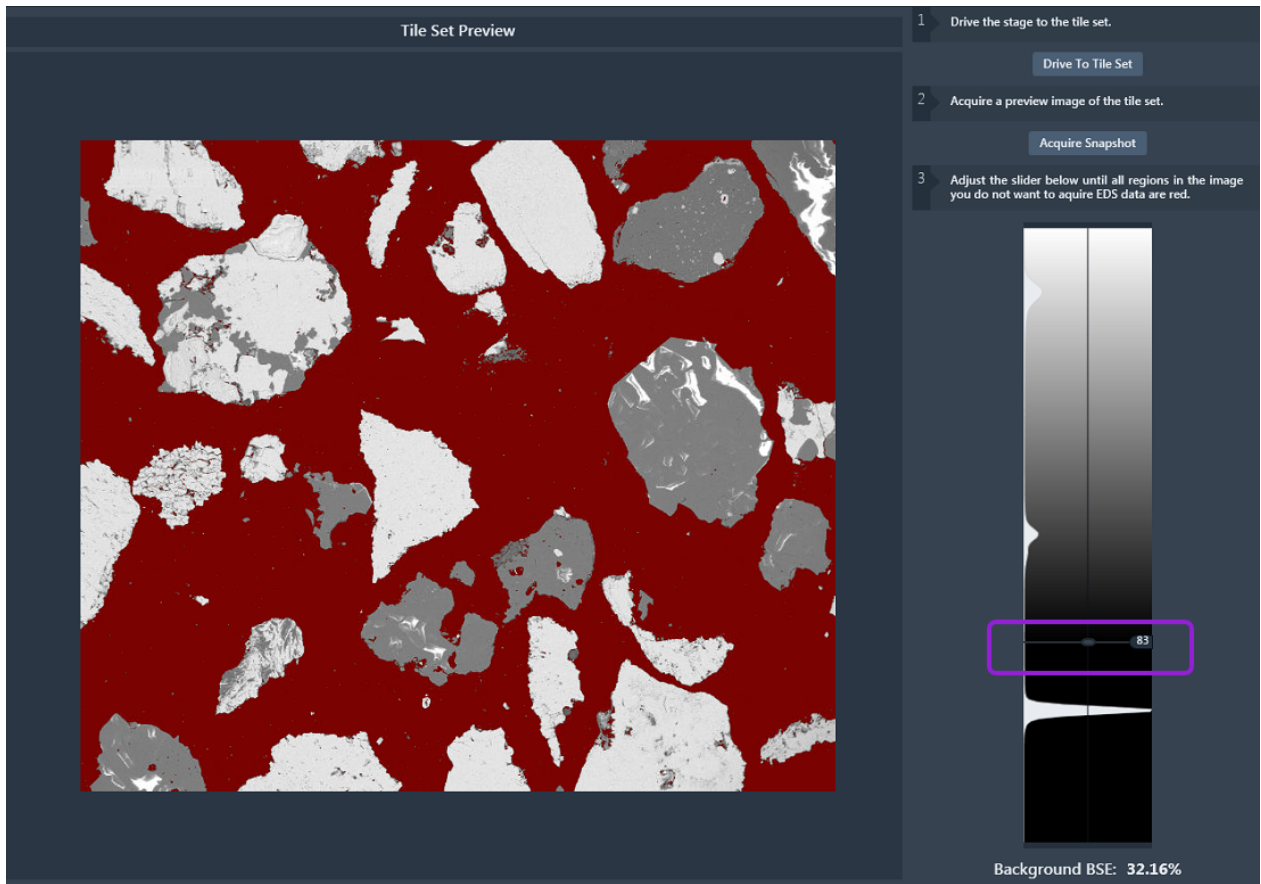 Tile Set Preview
1
Drive the stage to the tile set.
Drive To Tile Set
2
Acquire a preview image of the tile set.
Acquire Snapshot
3
Adjust the slider below until all regions in the image
you do not want to aquire EDS data are red.
83
Background BSE: 32.16%